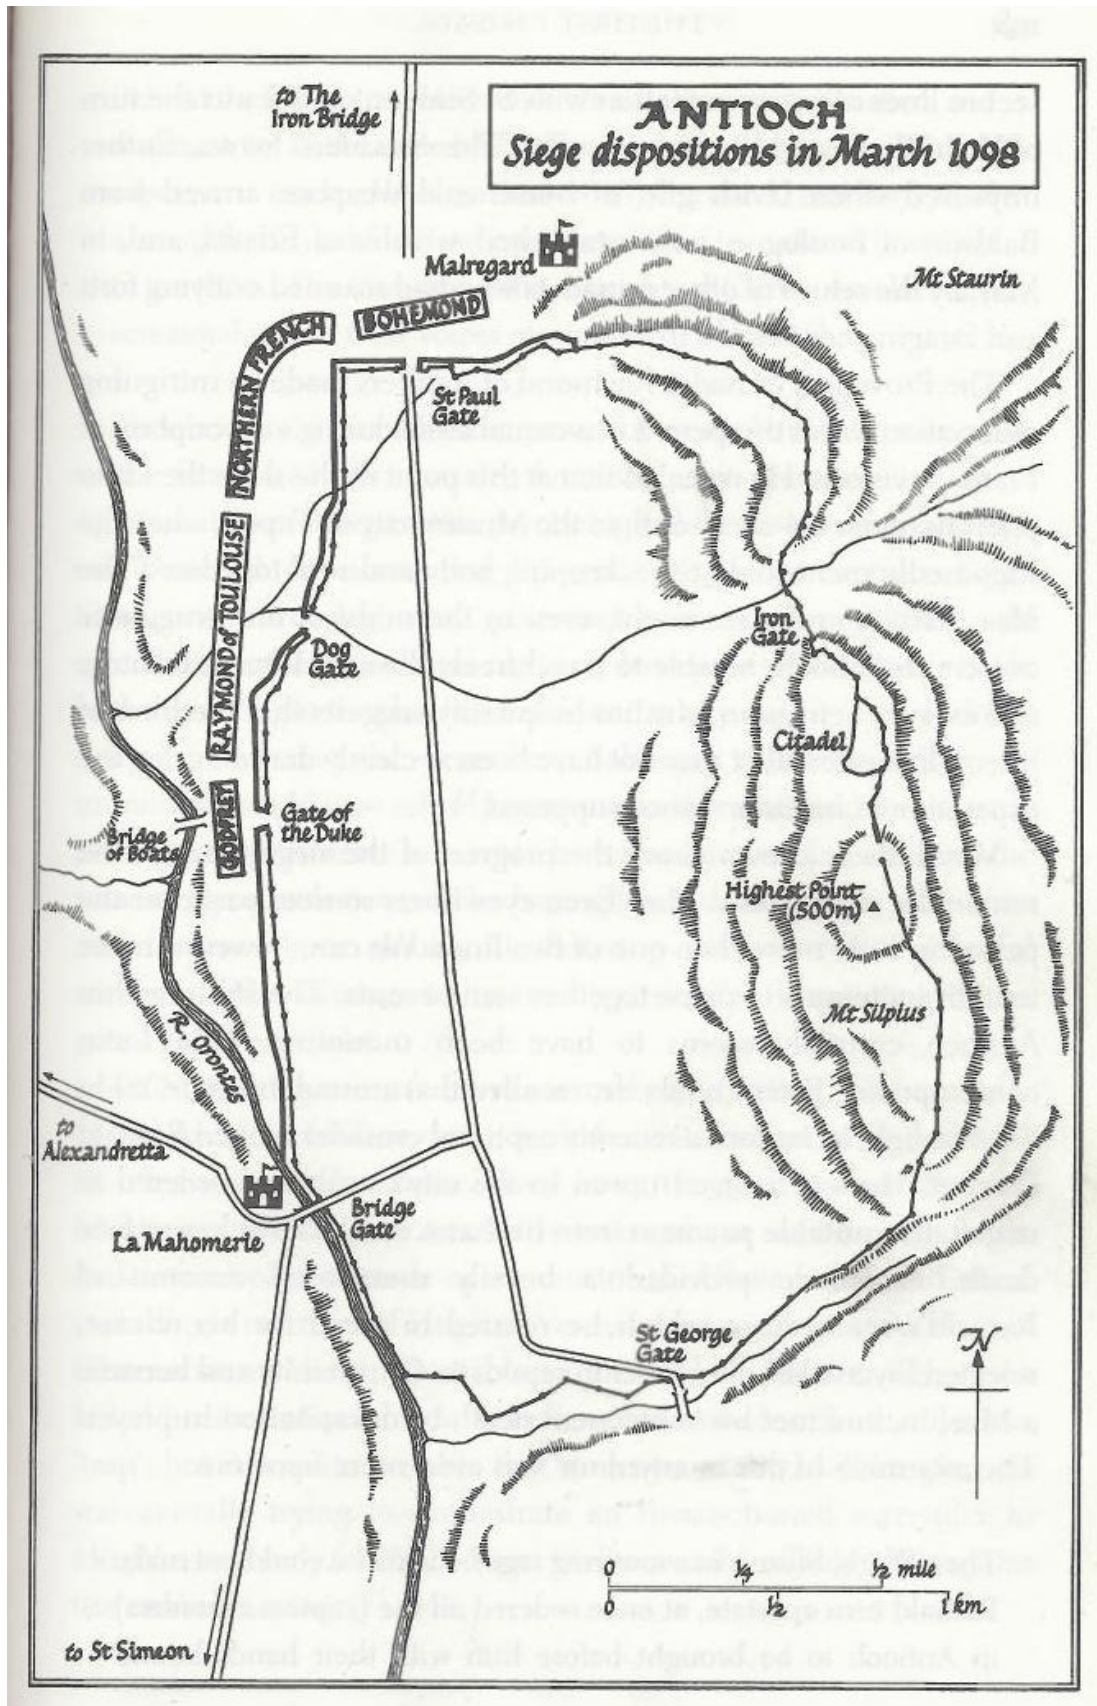 ANTIOCH
Siege dispositions in March 1098
to The
Iron Bridge
Malregard
Mt Staurin
BOHEMOND
NORTHERN FRENCH
St Paul
Gate
RAYMOND of TOULOUSE
Dog
Gate
Iron
Gate
Citadel
GODFREY
Gate of
the Duke
Bridge
of Boats
Highest Point
(500m)
Mt Silpius
R. Orontes
to
Alexandretta
Bridge
Gate
La Mahomerie
St George
Gate
N
0 1/4 1/2 mile
0 1/2 1 km.
to St Simeon